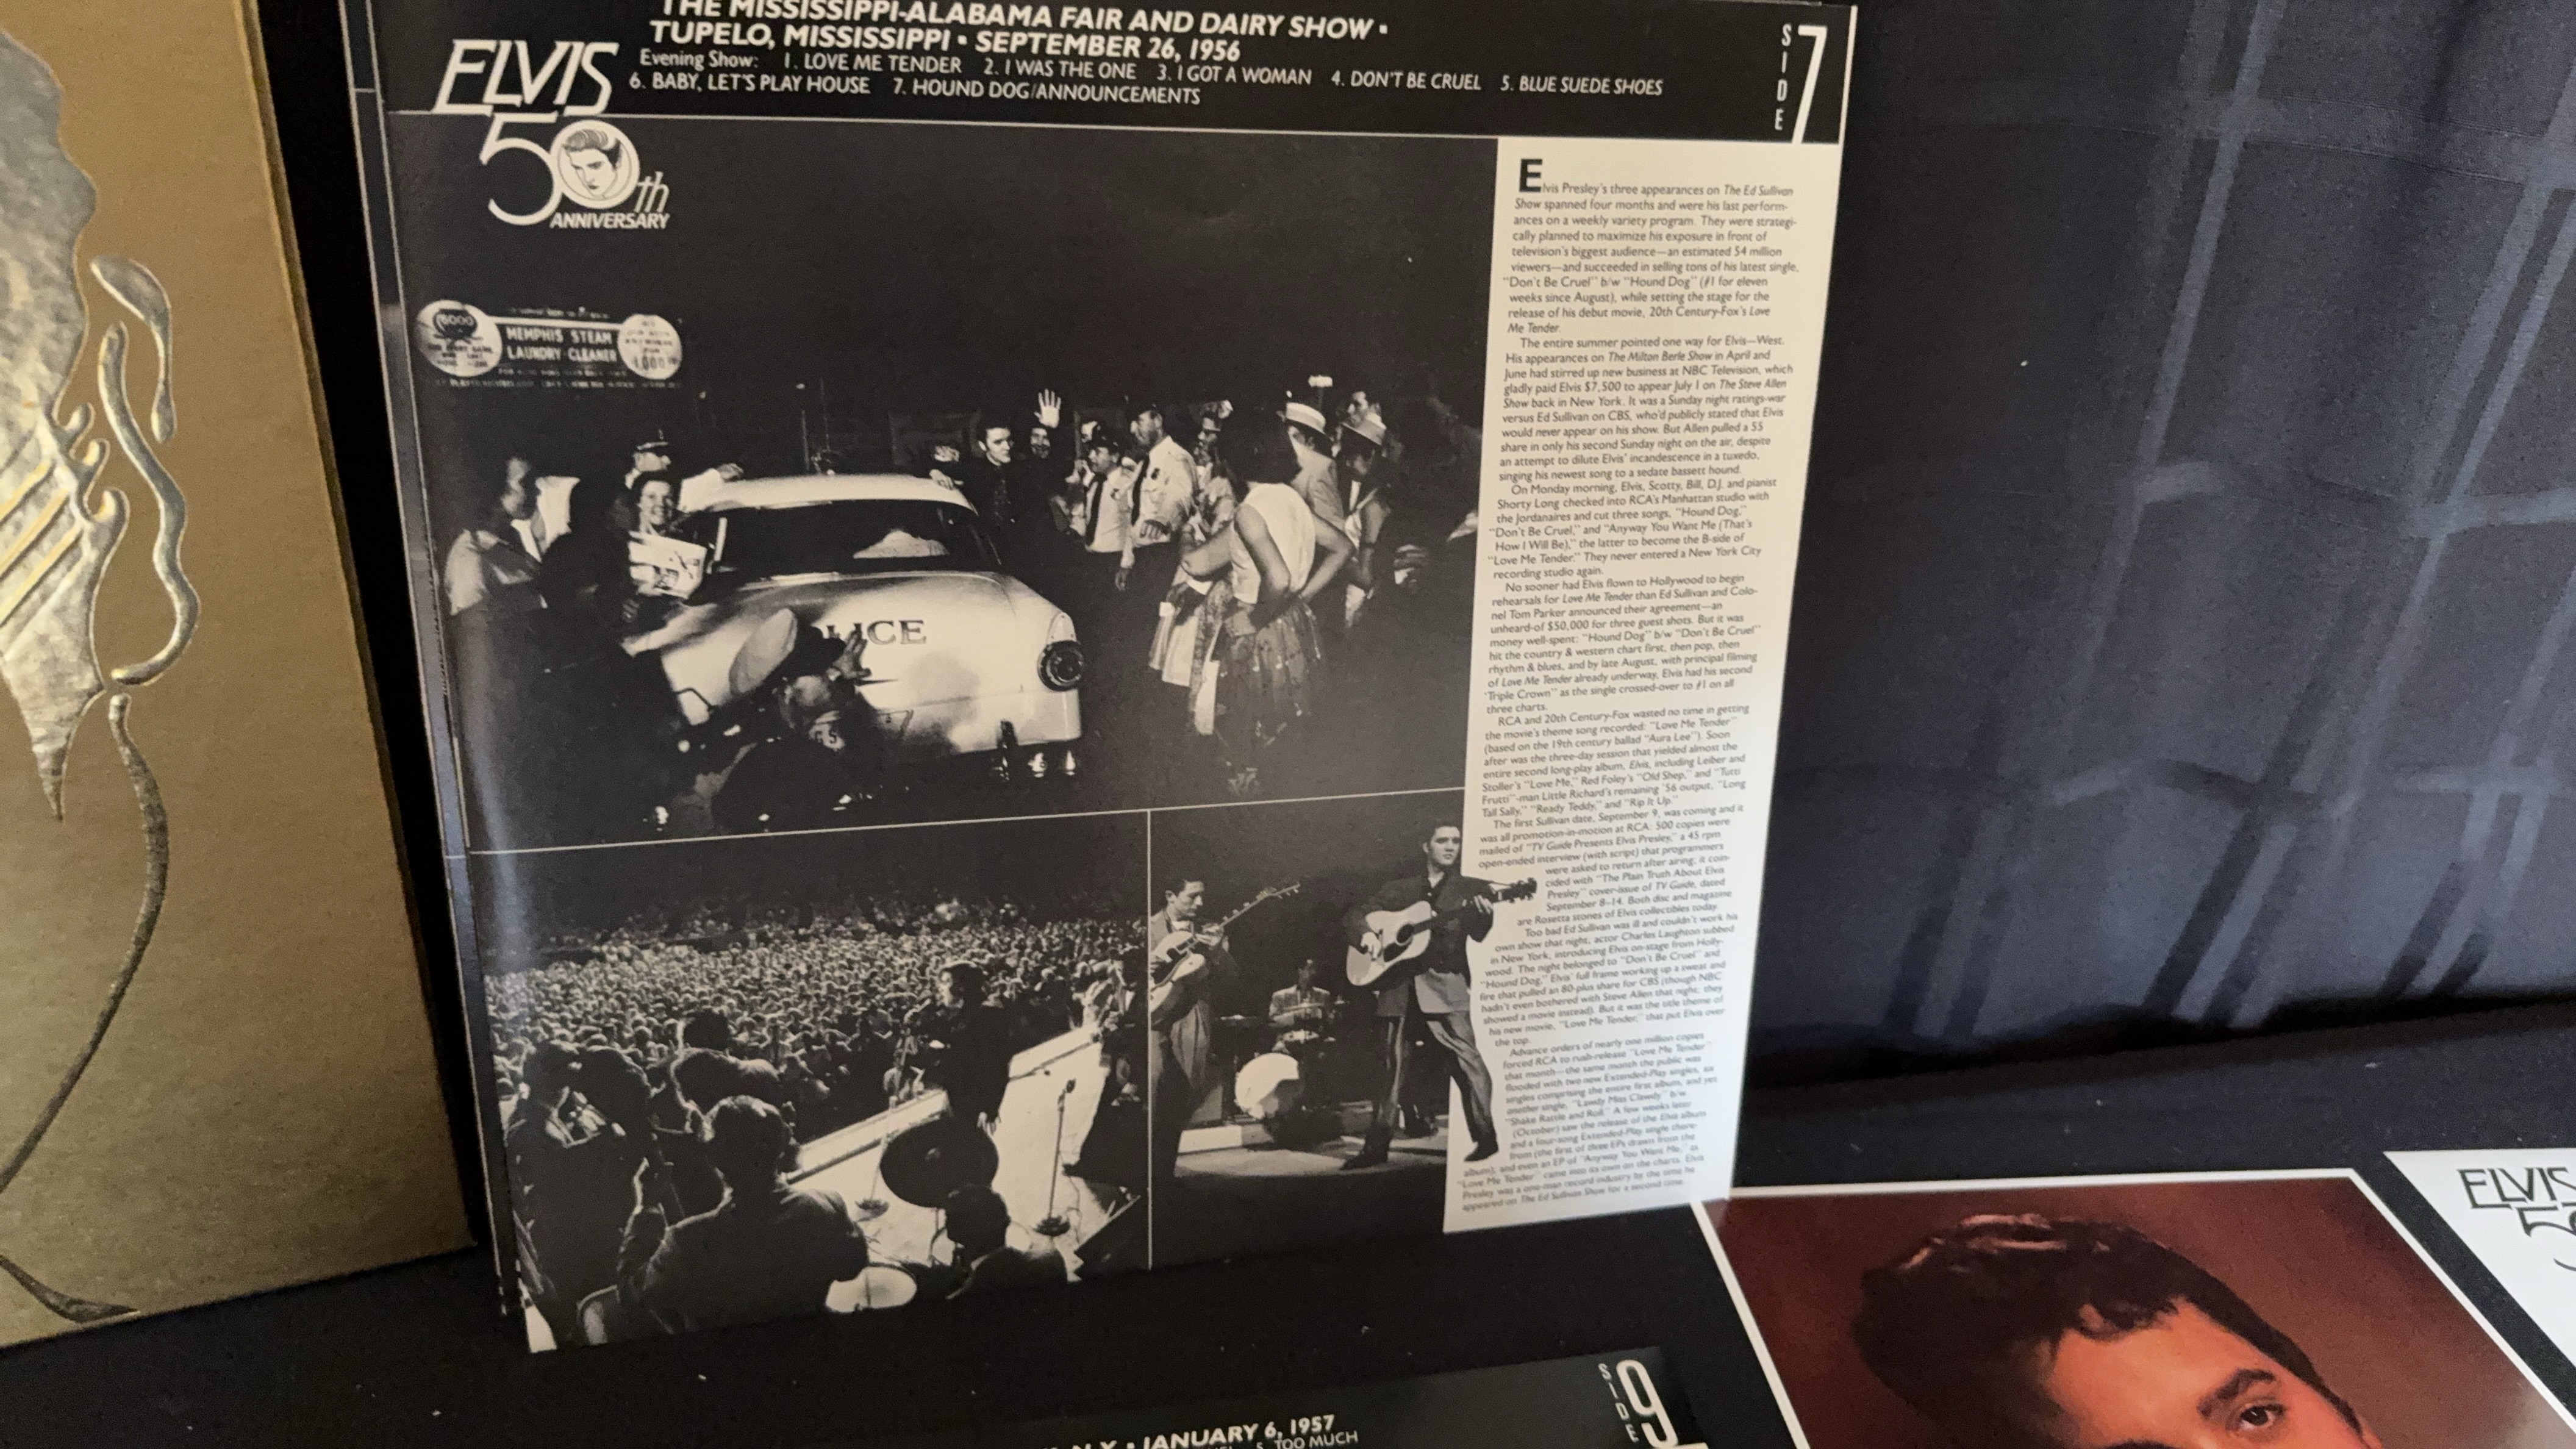 THE MISSISSIPPI-ALABAMA FAIR AND DAIRY SHOW •
TUPELO, MISSISSIPPI • SEPTEMBER 26, 1956
Evening Show: 1. LOVE ME TENDER 2. I WAS THE ONE 3. I GOT A WOMAN 4. DON'T BE CRUEL 5. BLUE SUEDE SHOES
6. BABY, LET'S PLAY HOUSE 7. HOUND DOG/ANNOUNCEMENTS
SIDE 7
ELVIS
50th
ANNIVERSARY
MEMPHIS STEAM
LAUNDRY-CLEANER
LICE
Elvis Presley's three appearances on The Ed Sullivan
Show spanned four months and were his last perform-
ances on a weekly variety program. They were strategi-
cally planned to maximize his exposure in front of
television's biggest audience—an estimated 54 million
viewers—and succeeded in selling tons of his latest single,
"Don't Be Cruel" b/w "Hound Dog" (#1 for eleven
weeks since August), while setting the stage for the
release of his debut movie, 20th Century-Fox's Love
Me Tender.
The entire summer pointed one way for Elvis—West.
His appearances on The Milton Berle Show in April and
June had stirred up new business at NBC Television, which
gladly paid Elvis $7,500 to appear July 1 on The Steve Allen
Show back in New York. It was a Sunday night ratings-war
versus Ed Sullivan on CBS, who'd publicly stated that Elvis
would never appear on his show. But Allen pulled a 55
share in only his second Sunday night on the air, despite
an attempt to dilute Elvis' incandescence in a tuxedo,
singing his newest song to a sedate bassett hound.
On Monday morning, Elvis, Scotty, Bill, D.J. and pianist
Shorty Long checked into RCA's Manhattan studio with
the Jordanaires and cut three songs, "Hound Dog,"
"Don't Be Cruel," and "Anyway You Want Me (That's
How I Will Be)," the latter to become the B-side of
"Love Me Tender." They never entered a New York City
recording studio again.
No sooner had Elvis flown to Hollywood to begin
rehearsals for Love Me Tender than Ed Sullivan and Colo-
nel Tom Parker announced their agreement—an
unheard-of $50,000 for three guest shots. But it was
money well-spent: "Hound Dog" b/w "Don't Be Cruel"
hit the country & western chart first, then pop, then
rhythm & blues, and by late August, with principal filming
of Love Me Tender already underway, Elvis had his second
"Triple Crown" as the single crossed-over to #1 on all
three charts.
RCA and 20th Century-Fox wasted no time in getting
the movie's theme song recorded: "Love Me Tender"
(based on the 19th century ballad "Aura Lee"). Soon
after was the three-day session that yielded almost the
entire second long-play album, Elvis, including Leiber and
Stoller's "Love Me," Red Foley's "Old Shep," and "Tutti
Frutti"-man Little Richard's remaining '56 output, "Long
Tall Sally," "Ready Teddy," and "Rip It Up."
The first Sullivan date, September 9, was coming and it
was all promotion-in-motion at RCA. 500 copies were
mailed of "TV Guide Presents Elvis Presley," a 45 rpm
open-ended interview (with script) that programmers
were asked to return after airing; it coin-
cided with "The Plain Truth About Elvis
Presley" cover-issue of TV Guide, dated
September 8–14. Both disc and magazine
are Rosetta stones of Elvis collectibles today.
Too bad Ed Sullivan was ill and couldn't work his
own show that night; actor Charles Laughton subbed
in New York, introducing Elvis on-stage from Holly-
wood. The night belonged to "Don't Be Cruel" and
"Hound Dog," Elvis' full frame working up a sweat and
fire that pulled an 80-plus share for CBS (though NBC
hadn't even bothered with Steve Allen that night; they
showed a movie instead). But it was the title theme of
his new movie, "Love Me Tender," that put Elvis over
the top.
Advance orders of nearly one million copies
forced RCA to rush-release "Love Me Tender"
that month—the same month the public was
flooded with two new Extended-Play singles, six
singles comprising the entire first album, and yet
another single, "Lawdy Miss Clawdy" b/w
"Shake Rattle and Roll." A few weeks later
(October) saw the release of the Elvis album
and a four-song Extended-Play single there-
from (the first of three EPs drawn from the
album), and even an EP of "Anyway You Want Me," as
"Love Me Tender" came into its own on the charts. Elvis
Presley was a one-man record industry by the time he
appeared on The Ed Sullivan Show for a second time.
ELVIS
SIDE 9
N.Y. • JANUARY 6, 1957
5. TOO MUCH